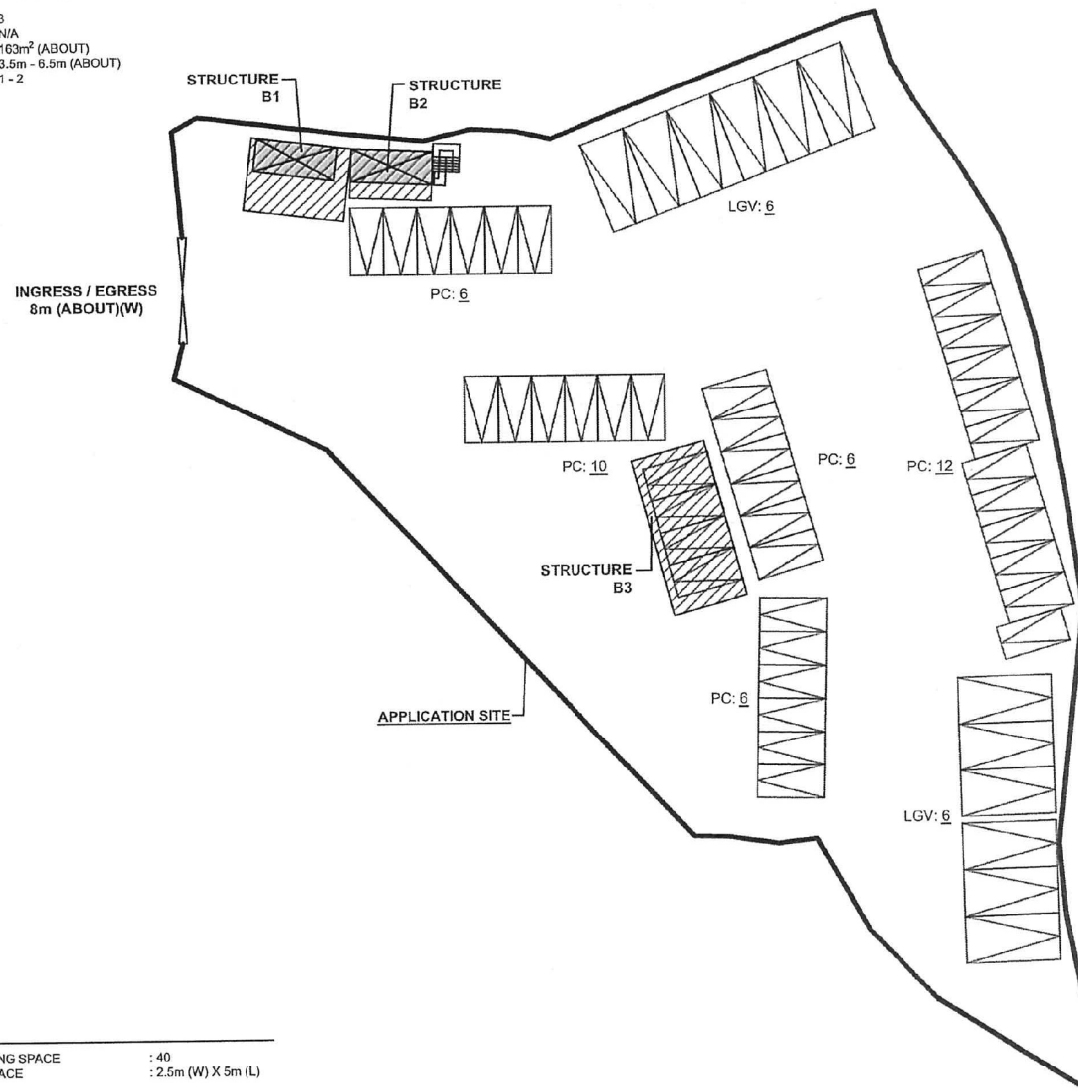 3
N/A
163m² (ABOUT)
3.5m - 6.5m (ABOUT)
1 - 2
STRUCTURE
B1
STRUCTURE
B2
LGV: 6
PC: 6
INGRESS / EGRESS
8m (ABOUT)(W)
PC: 10
PC: 6
PC: 12
STRUCTURE
B3
PC: 6
APPLICATION SITE
LGV: 6
NG SPACE : 40
ACE : 2.5m (W) X 5m (L)